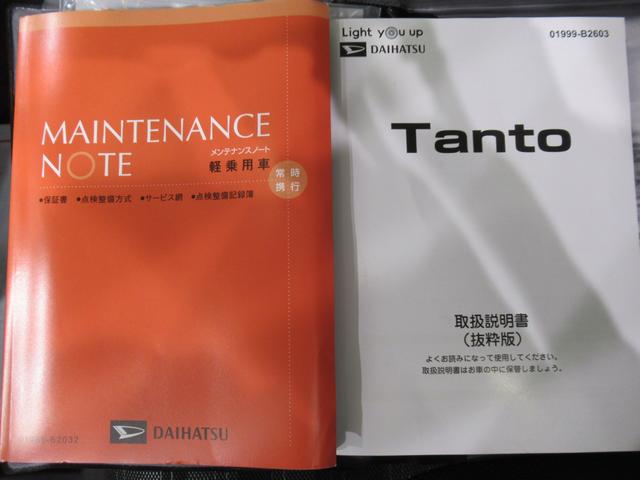 MAINTENANCE
NOTE
メンテナンスノート
軽乗用車
常時
携行
●保証書 ●点検整備方式 ●サービス網 ●点検整備記録簿
DAIHATSU
Light you up
DAIHATSU
01999-B2603
Tanto
取扱説明書
（抜粋版）
よくお読みになって使用してください。
取扱説明書はお車の中に保管しましょう。